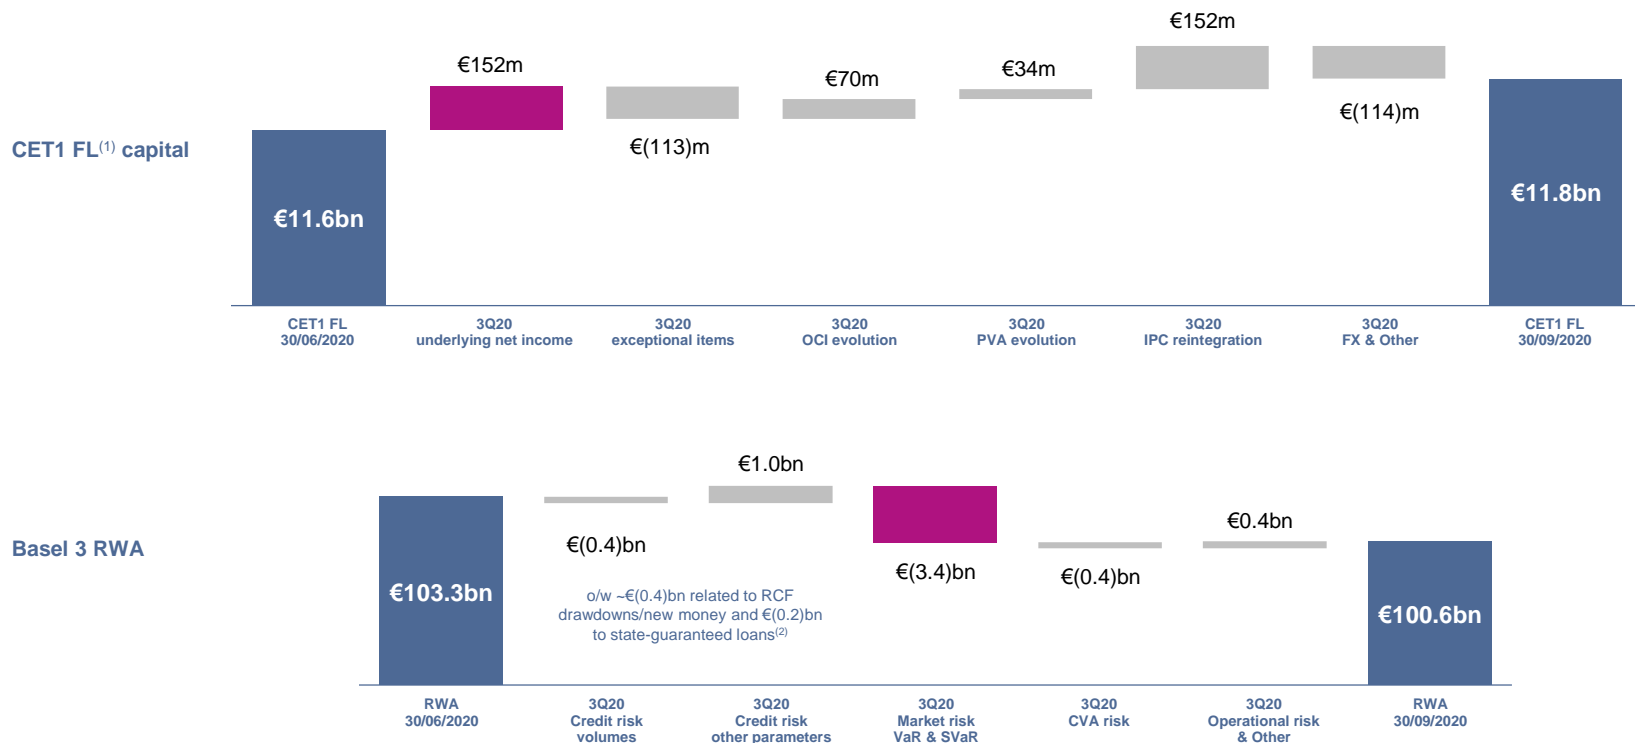 €152m
€152m
€70m
€34m
€(114)m
€(113)m
CET1 FL(1) capital
€11.6bn
€11.8bn
CET1 FL
30/06/2020
3Q20
underlying net income
3Q20
exceptional items
3Q20
OCI evolution
3Q20
PVA evolution
3Q20
IPC reintegration
3Q20
FX & Other
CET1 FL
30/09/2020
€1.0bn
€0.4bn
Basel 3 RWA
€(0.4)bn
€(3.4)bn
€(0.4)bn
€103.3bn
o/w ~€(0.4)bn related to RCF
drawdowns/new money and €(0.2)bn
to state-guaranteed loans(2)
€100.6bn
RWA
30/06/2020
3Q20
Credit risk
volumes
3Q20
Credit risk
other parameters
3Q20
Market risk
VaR & SVaR
3Q20
CVA risk
3Q20
Operational risk
& Other
RWA
30/09/2020